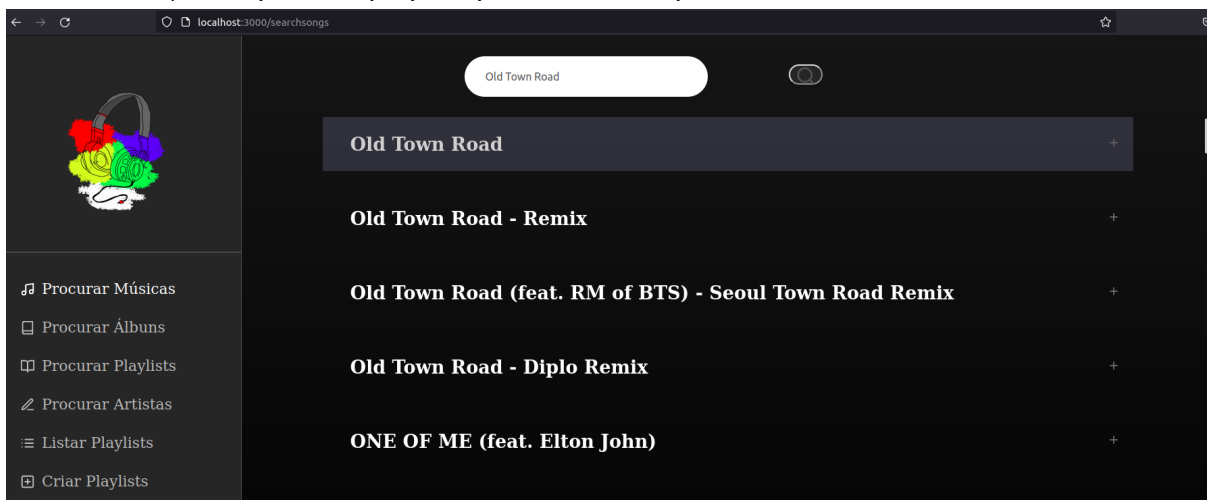 localhost:3000/searchsongs
Old Town Road
Old Town Road +
Old Town Road - Remix +
Procurar Músicas
Old Town Road (feat. RM of BTS) - Seoul Town Road Remix +
Procurar Álbuns
Procurar Playlists
Old Town Road - Diplo Remix +
Procurar Artistas
Listar Playlists
ONE OF ME (feat. Elton John) +
Criar Playlists